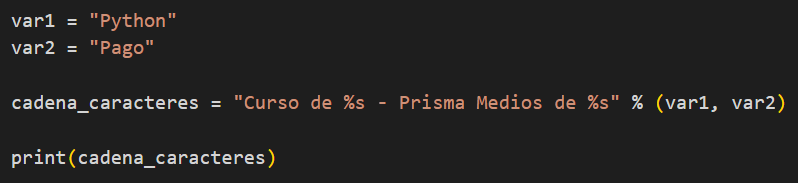 var1 = "Python"
var2 = "Pago"
cadena_caracteres = "Curso de %s - Prisma Medios de %s" % (var1, var2)
print(cadena_caracteres)